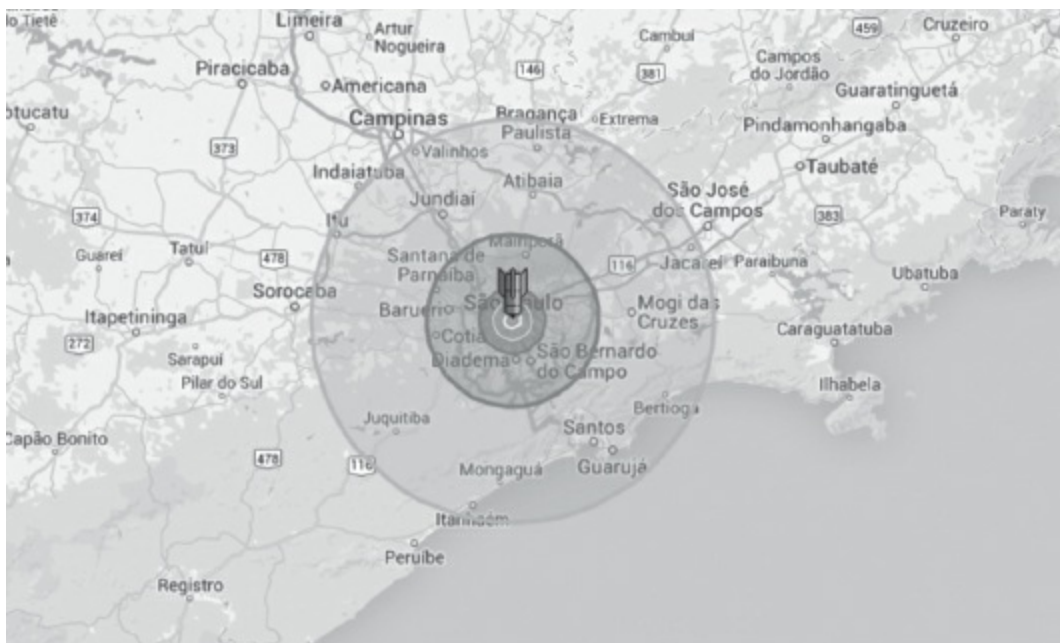 do Tietê
Limeira
Artur
Nogueira
Cambuí
459
Cruzeiro
Piracicaba
Americana
146
381
Campos
do Jordão
Guaratinguetá
Campinas
Bragança
Paulista
Extrema
Pindamonhangaba
373
Valinhos
Indaiatuba
Atibaia
Taubaté
Jundiaí
São José
dos Campos
374
Itu
383
Paraty
Guareí
Tatuí
478
Santana de
Parnaíba
Mairiporã
116
Jacareí
Paraibuna
Ubatuba
Sorocaba
Barueri
São Paulo
Mogi das
Cruzes
Itapetininga
272
Cotia
Caraguatatuba
Sarapuí
Diadema
São Bernardo
do Campo
Pilar do Sul
Ilhabela
Juquitiba
Bertioga
Capão Bonito
Santos
478
116
Mongaguá
Guarujá
Itanhaém
Peruíbe
Registro